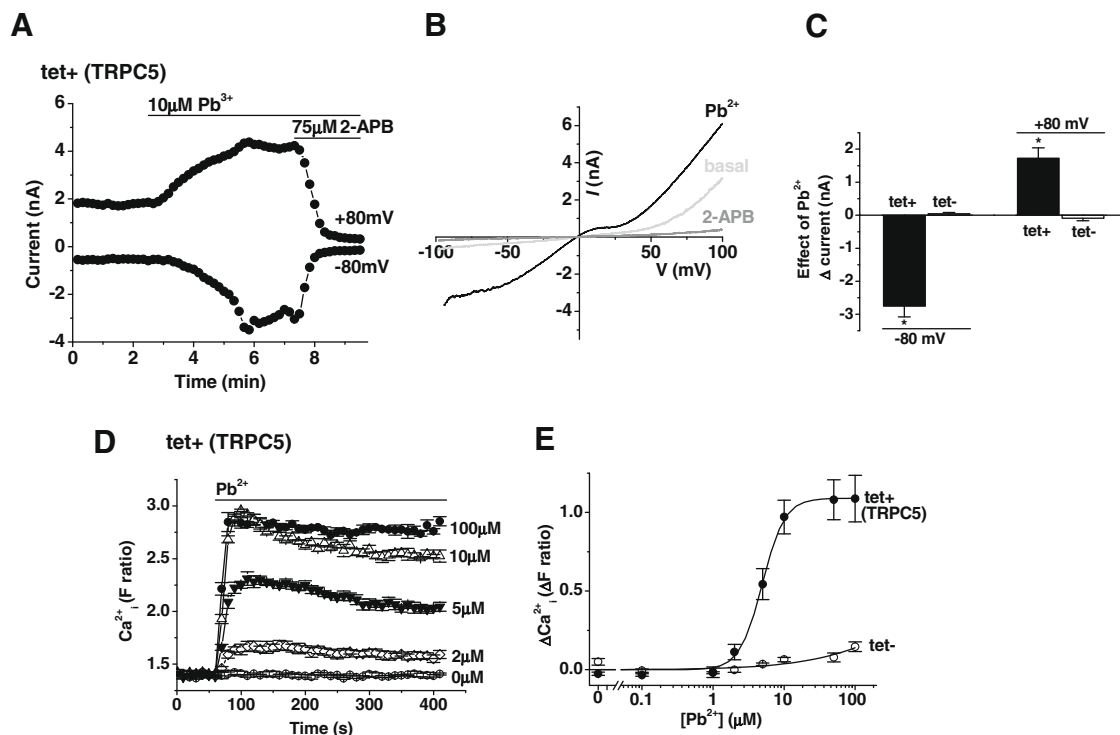 A
tet+ (TRPC5)
10μM Pb³⁺
75μM 2-APB
Current (nA)
6
4
2
0
-2
-4
+80mV
-80mV
0 2 4 6 8
Time (min)
B
I (nA)
6
4
2
-2
-4
Pb²⁺
basal
2-APB
-100 -50 50 100
V (mV)
C
Effect of Pb²⁺
Δ current (nA)
2
1
0
-1
-2
-3
+80 mV
*
tet+ tet-
tet+ tet-
*
-80 mV
D
tet+ (TRPC5)
Pb²⁺
Ca²⁺ᵢ (F ratio)
3.0
2.5
2.0
1.5
100μM
10μM
5μM
2μM
0μM
0 100 200 300 400
Time (s)
E
ΔCa²⁺ᵢ (ΔF ratio)
1.0
0.5
0.0
tet+
(TRPC5)
tet-
0 0.1 1 10 100
[Pb²⁺] (μM)